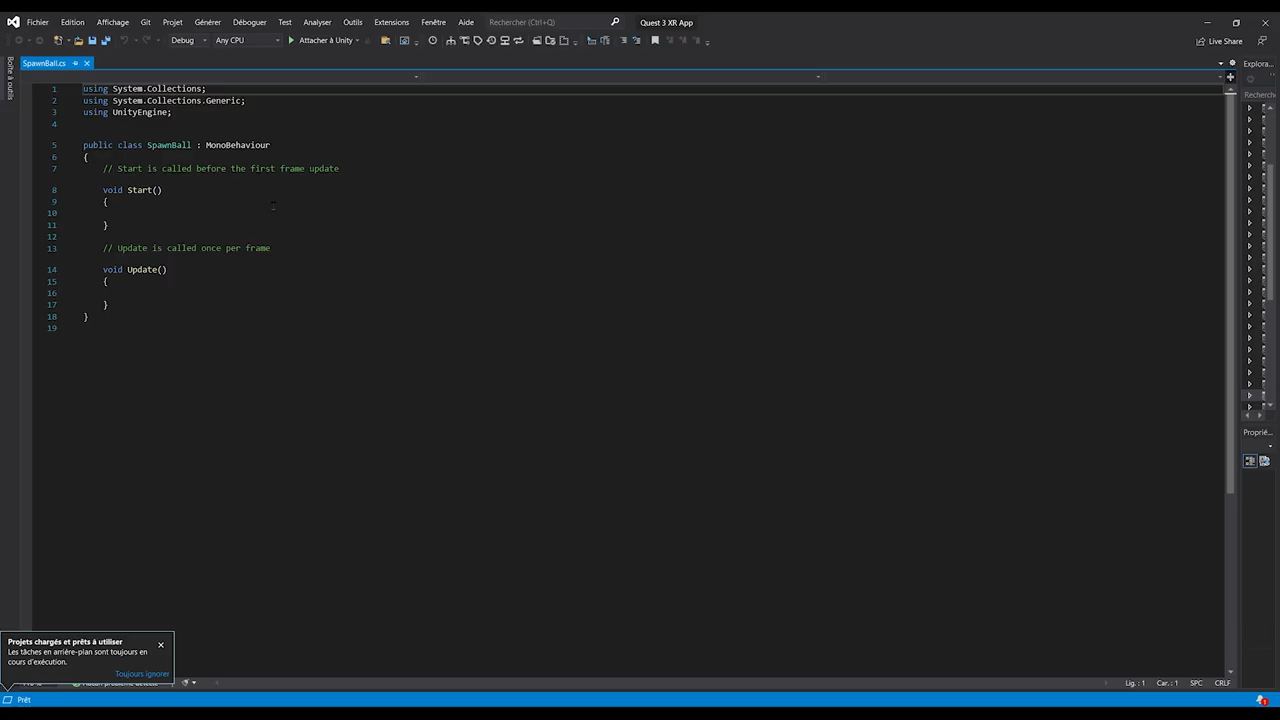 Fichier Edition Affichage Git Projet Générer Déboguer Test Analyser Outils Extensions Fenêtre Aide Rechercher (Ctrl+Q) Quest 3 XR App
Debug Any CPU Attacher à Unity Live Share
Boîte à outils
SpawnBall.cs
Explora...
Recherch
1 using System.Collections;
2 using System.Collections.Generic;
3 using UnityEngine;
4
5 public class SpawnBall : MonoBehaviour
6 {
7 // Start is called before the first frame update
8 void Start()
9 {
10
11 }
12
13 // Update is called once per frame
14 void Update()
15 {
16
17 }
18 }
19
Proprié...
Projets chargés et prêts à utiliser
Les tâches en arrière-plan sont toujours en
cours d'exécution.
Toujours ignorer
Lig. : 1 Car. : 1 SPC CRLF
Prêt